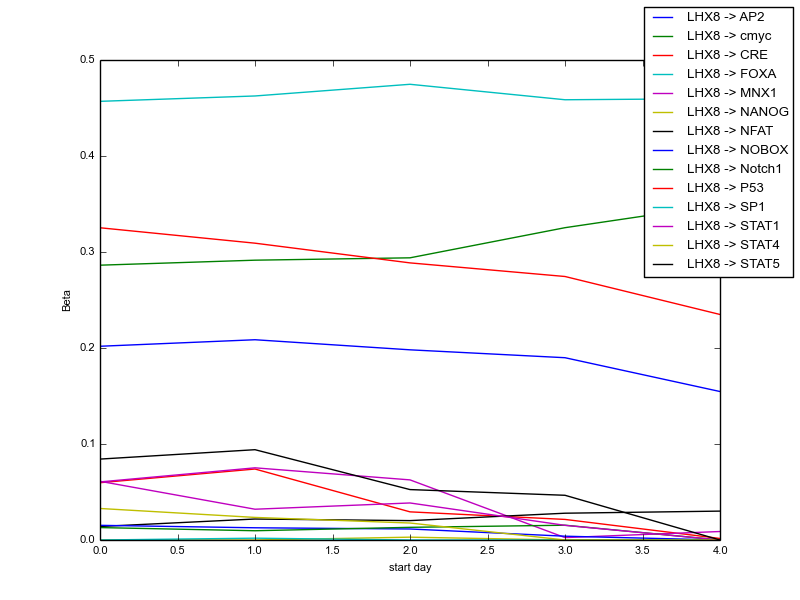 LHX8 -> AP2
LHX8 -> cmyc
LHX8 -> CRE
LHX8 -> FOXA
LHX8 -> MNX1
LHX8 -> NANOG
LHX8 -> NFAT
LHX8 -> NOBOX
LHX8 -> Notch1
LHX8 -> P53
LHX8 -> SP1
LHX8 -> STAT1
LHX8 -> STAT4
LHX8 -> STAT5
0.5
0.4
0.3
0.2
0.1
0.0
Beta
0.0 0.5 1.0 1.5 2.0 2.5 3.0 3.5 4.0
start day